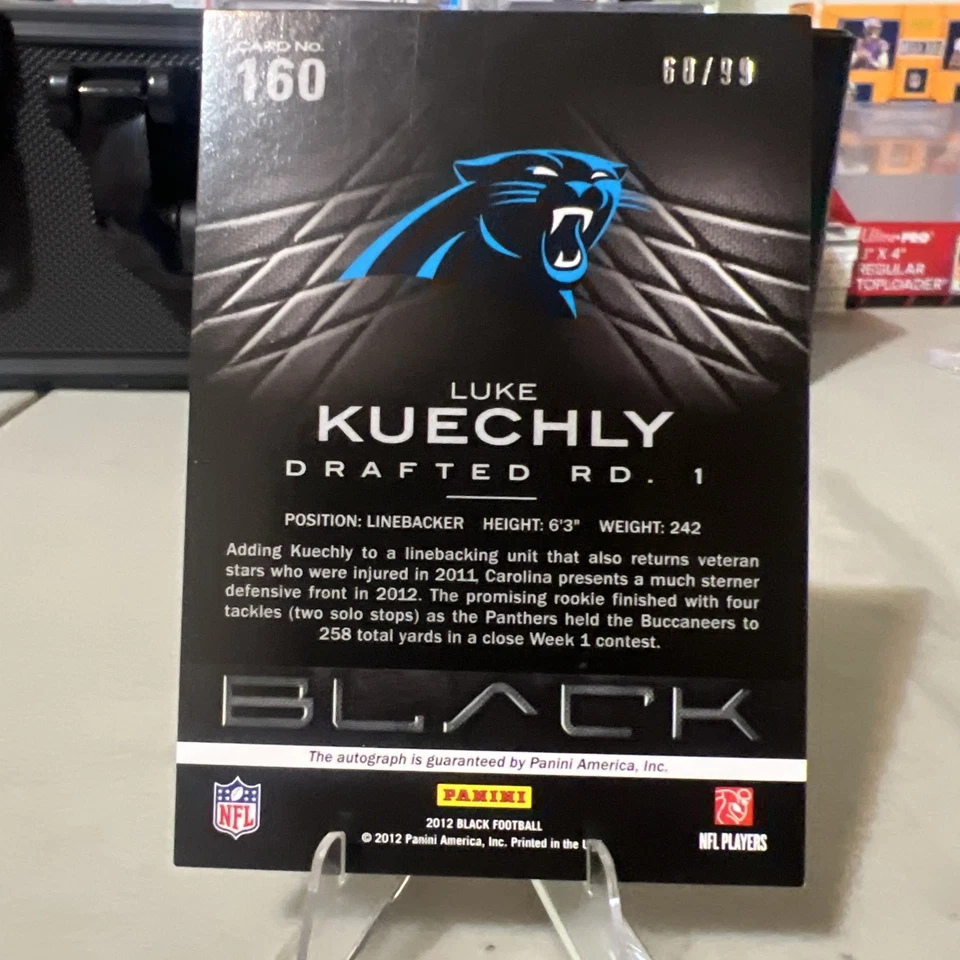 CARD No.
160
68/99
LUKE
KUECHLY
DRAFTED RD. 1
POSITION: LINEBACKER HEIGHT: 6'3" WEIGHT: 242
Adding Kuechly to a linebacking unit that also returns veteran
stars who were injured in 2011, Carolina presents a much sterner
defensive front in 2012. The promising rookie finished with four
tackles (two solo stops) as the Panthers held the Buccaneers to
258 total yards in a close Week 1 contest.
BLACK
The autograph is guaranteed by Panini America, Inc.
NFL
PANINI
2012 BLACK FOOTBALL
© 2012 Panini America, Inc. Printed in the
NFL PLAYERS
Ultra-PRO
X 4"
REGULAR
TOPLOADER